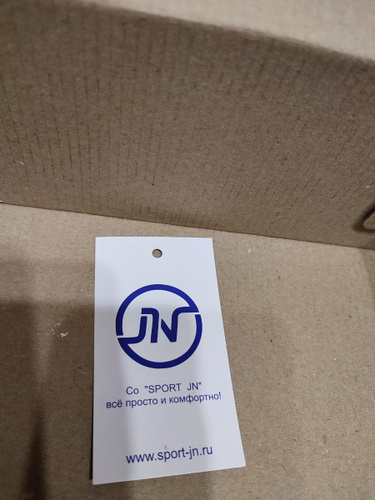 JN
Со "SPORT JN"
всё просто и комфортно!
www.sport-jn.ru